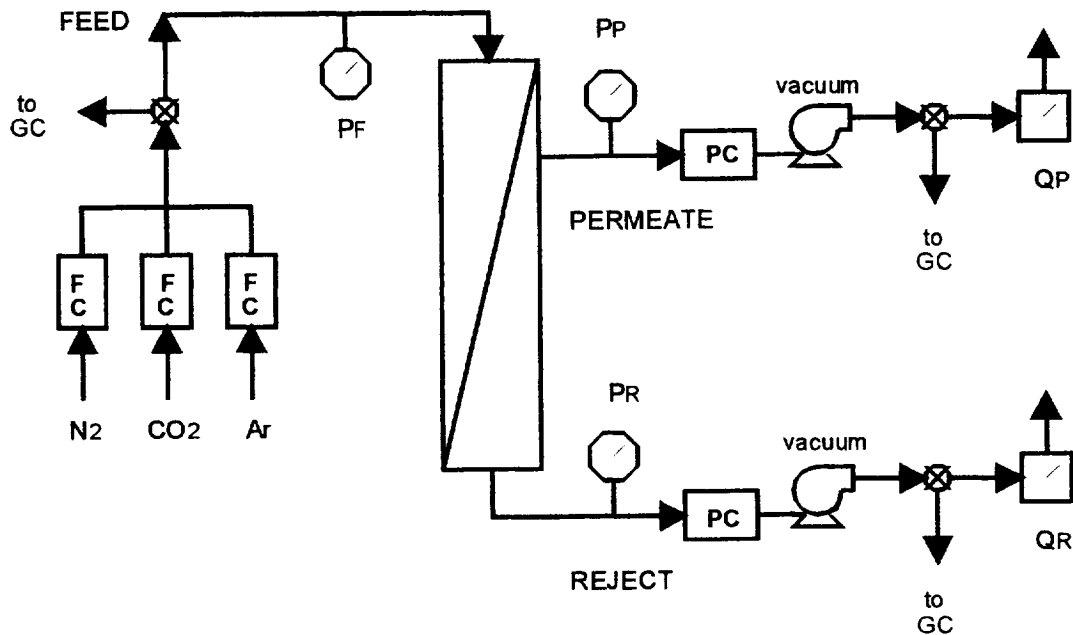 FEED
to
GC
PF
F
C
F
C
F
C
N2
CO2
Ar
PP
vacuum
PC
PERMEATE
to
GC
QP
PR
vacuum
PC
REJECT
to
GC
QR